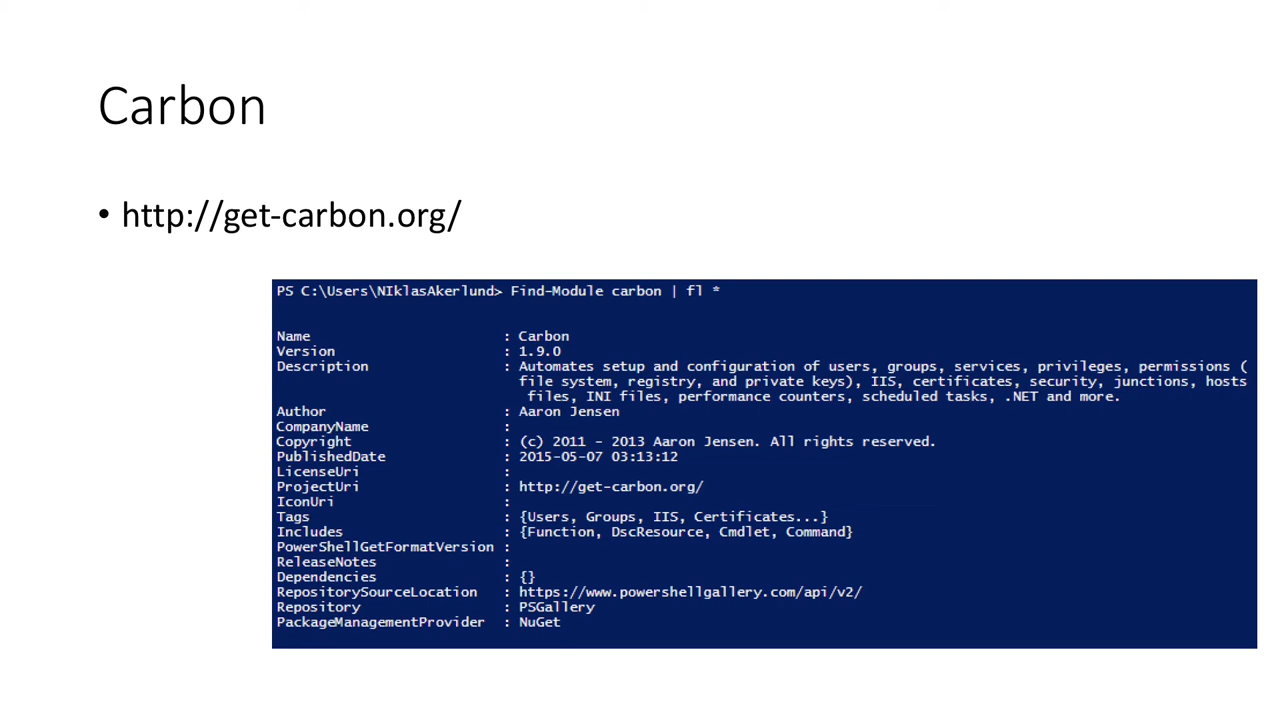 Carbon
• http://get-carbon.org/
PS C:\Users\NIklasAkerlund> Find-Module carbon | fl *
Name : Carbon
Version : 1.9.0
Description : Automates setup and configuration of users, groups, services, privileges, permissions (
file system, registry, and private keys), IIS, certificates, security, junctions, hosts
files, INI files, performance counters, scheduled tasks, .NET and more.
Author : Aaron Jensen
CompanyName :
Copyright : (c) 2011 - 2013 Aaron Jensen. All rights reserved.
PublishedDate : 2015-05-07 03:13:12
LicenseUri :
ProjectUri : http://get-carbon.org/
IconUri :
Tags : {Users, Groups, IIS, Certificates...}
Includes : {Function, DscResource, Cmdlet, Command}
PowerShellGetFormatVersion :
ReleaseNotes :
Dependencies : {}
RepositorySourceLocation : https://www.powershellgallery.com/api/v2/
Repository : PSGallery
PackageManagementProvider : NuGet